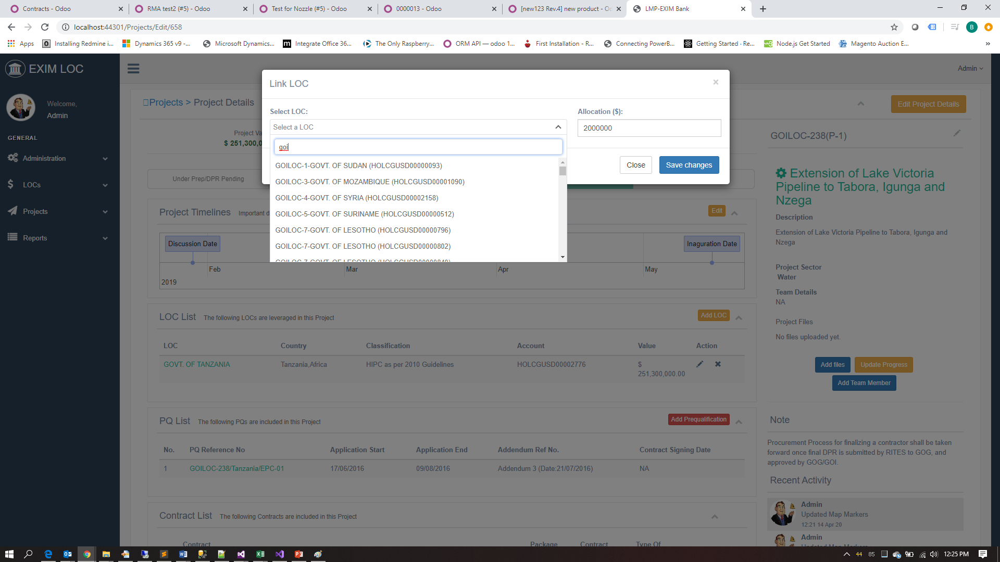 Contracts - Odoo
RMA test2 (#5) - Odoo
Test for Nozzle (#5) - Odoo
0000013 - Odoo
[new123 Rev.4] new product - Oc
LMP-EXIM Bank
localhost:44301/Projects/Edit/658
B
Apps
Installing Redmine i...
Dynamics 365 v9 -...
Microsoft Dynamics...
Integrate Office 36...
The Only Raspberry...
ORM API — odoo 1...
First Installation - R...
Connecting PowerB...
Getting Started · Re...
Node.js Get Started
Magento Auction E...
EXIM LOC
Admin
Welcome,
Admin
GENERAL
Administration
LOCs
Projects
Reports
Projects > Project Details
Edit Project Details
Project Va
$ 251,300,0
Under Prep/DPR Pending
Link LOC
Select LOC:
Allocation ($):
Select a LOC
2000000
goi
GOILOC-1-GOVT. OF SUDAN (HOLCGUSD00000093)
GOILOC-3-GOVT. OF MOZAMBIQUE (HOLCGUSD00001090)
GOILOC-4-GOVT. OF SYRIA (HOLCGUSD00002158)
GOILOC-5-GOVT. OF SURINAME (HOLCGUSD00000512)
GOILOC-7-GOVT. OF LESOTHO (HOLCGUSD00000796)
GOILOC-7-GOVT. OF LESOTHO (HOLCGUSD00000802)
GOILOC-7-GOVT. OF LESOTHO (HOLCGUSD00000840)
Close
Save changes
Project Timelines
Important d
Edit
Discussion Date
Inaguration Date
Feb
Mar
Apr
May
2019
LOC List
The following LOCs are leveraged in this Project
Add LOC
LOC
Country
Classification
Account
Value
Action
GOVT. OF TANZANIA
Tanzania,Africa
HIPC as per 2010 Guidelines
HOLCGUSD00002776
$
251,300,000.00
PQ List
The following PQs are included in this Project
Add Prequalification
No.
PQ Reference No
Application Start
Application End
Addendum Ref No.
Contract Signing Date
1
GOILOC-238/Tanzania/EPC-01
17/06/2016
09/08/2016
Addendum 3 (Date:21/07/2016)
NA
Contract List
The following Contracts are included in this Project
Contract
Package
Contract
Type Of
GOILOC-238(P-1)
Extension of Lake Victoria
Pipeline to Tabora, Igunga and
Nzega
Description
Extension of Lake Victoria Pipeline to Tabora, Igunga and
Nzega
Project Sector
Water
Team Details
NA
Project Files
No files uploaded yet.
Add files
Update Progress
Add Team Member
Note
Procurement Process for finalizing a contractor shall be taken
forward once final DPR is submitted by RITES to GOG, and
approved by GOG/GOI.
Recent Activity
Admin
Updated Map Markers
12:21 14 Apr 20
Admin
Updated Map Markers
44
85
12:25 PM